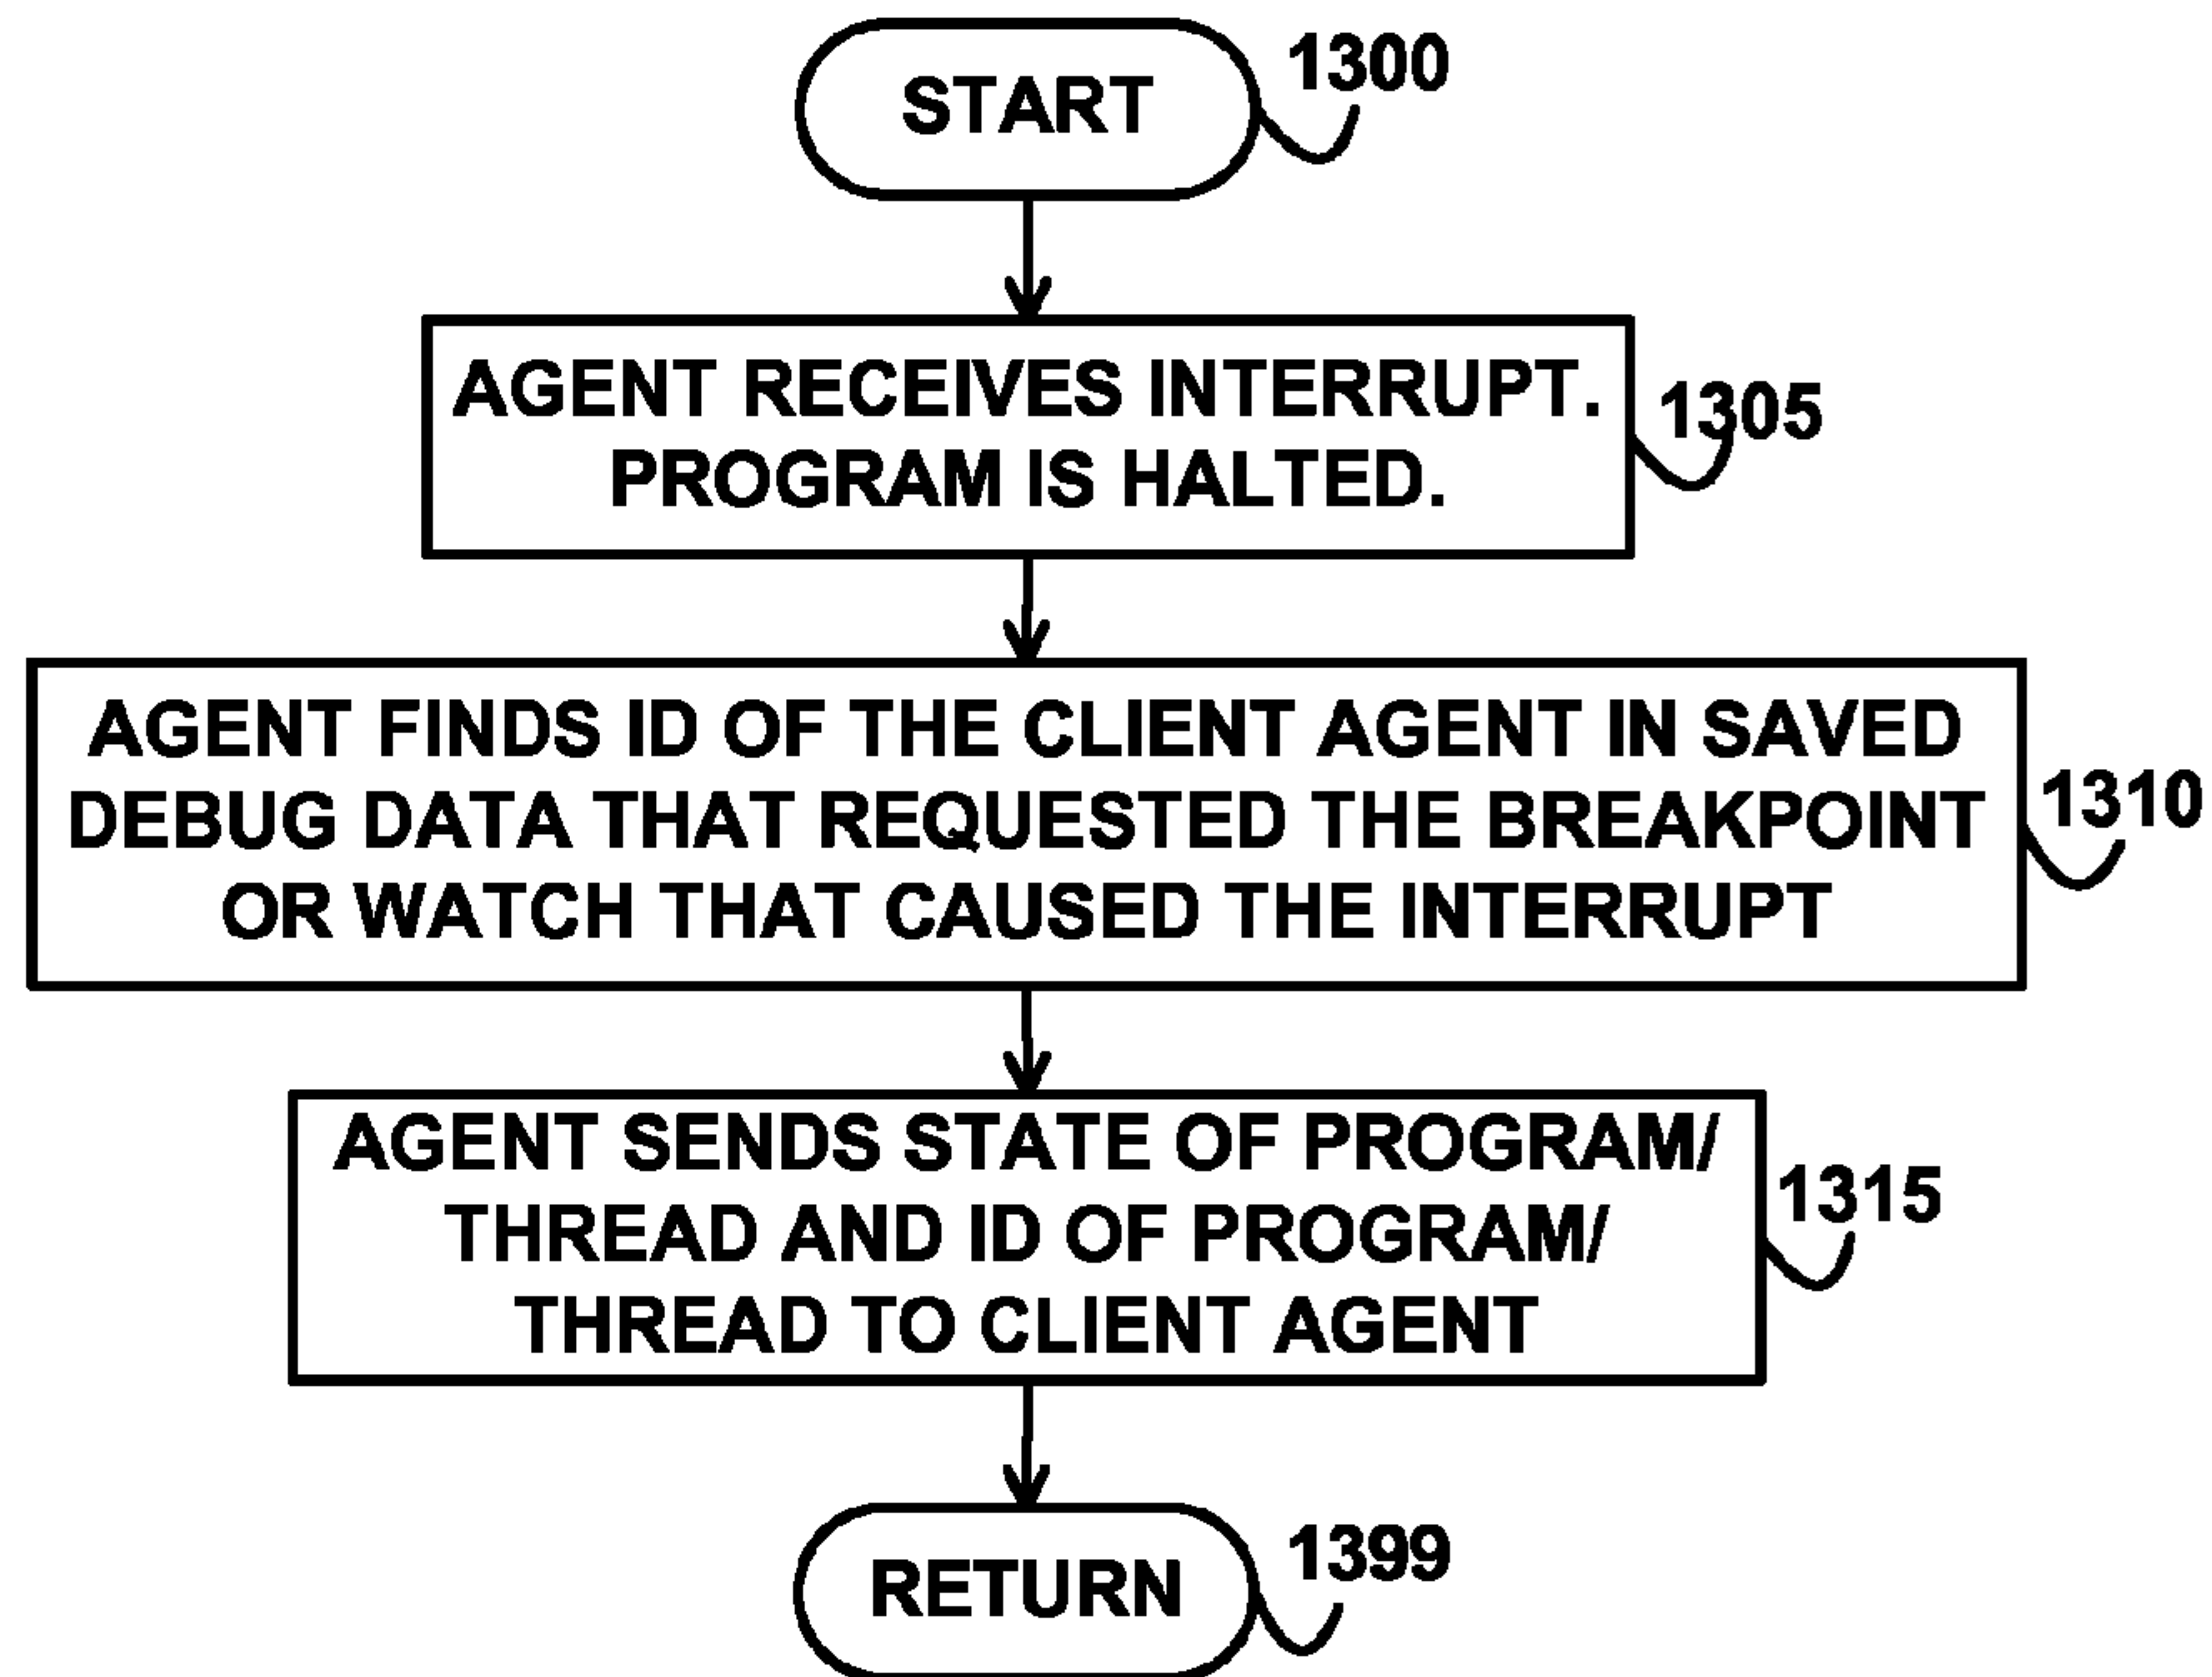 START
1300
AGENT RECEIVES INTERRUPT.
PROGRAM IS HALTED.
1305
AGENT FINDS ID OF THE CLIENT AGENT IN SAVED
DEBUG DATA THAT REQUESTED THE BREAKPOINT
OR WATCH THAT CAUSED THE INTERRUPT
1310
AGENT SENDS STATE OF PROGRAM/
THREAD AND ID OF PROGRAM/
THREAD TO CLIENT AGENT
1315
RETURN
1399